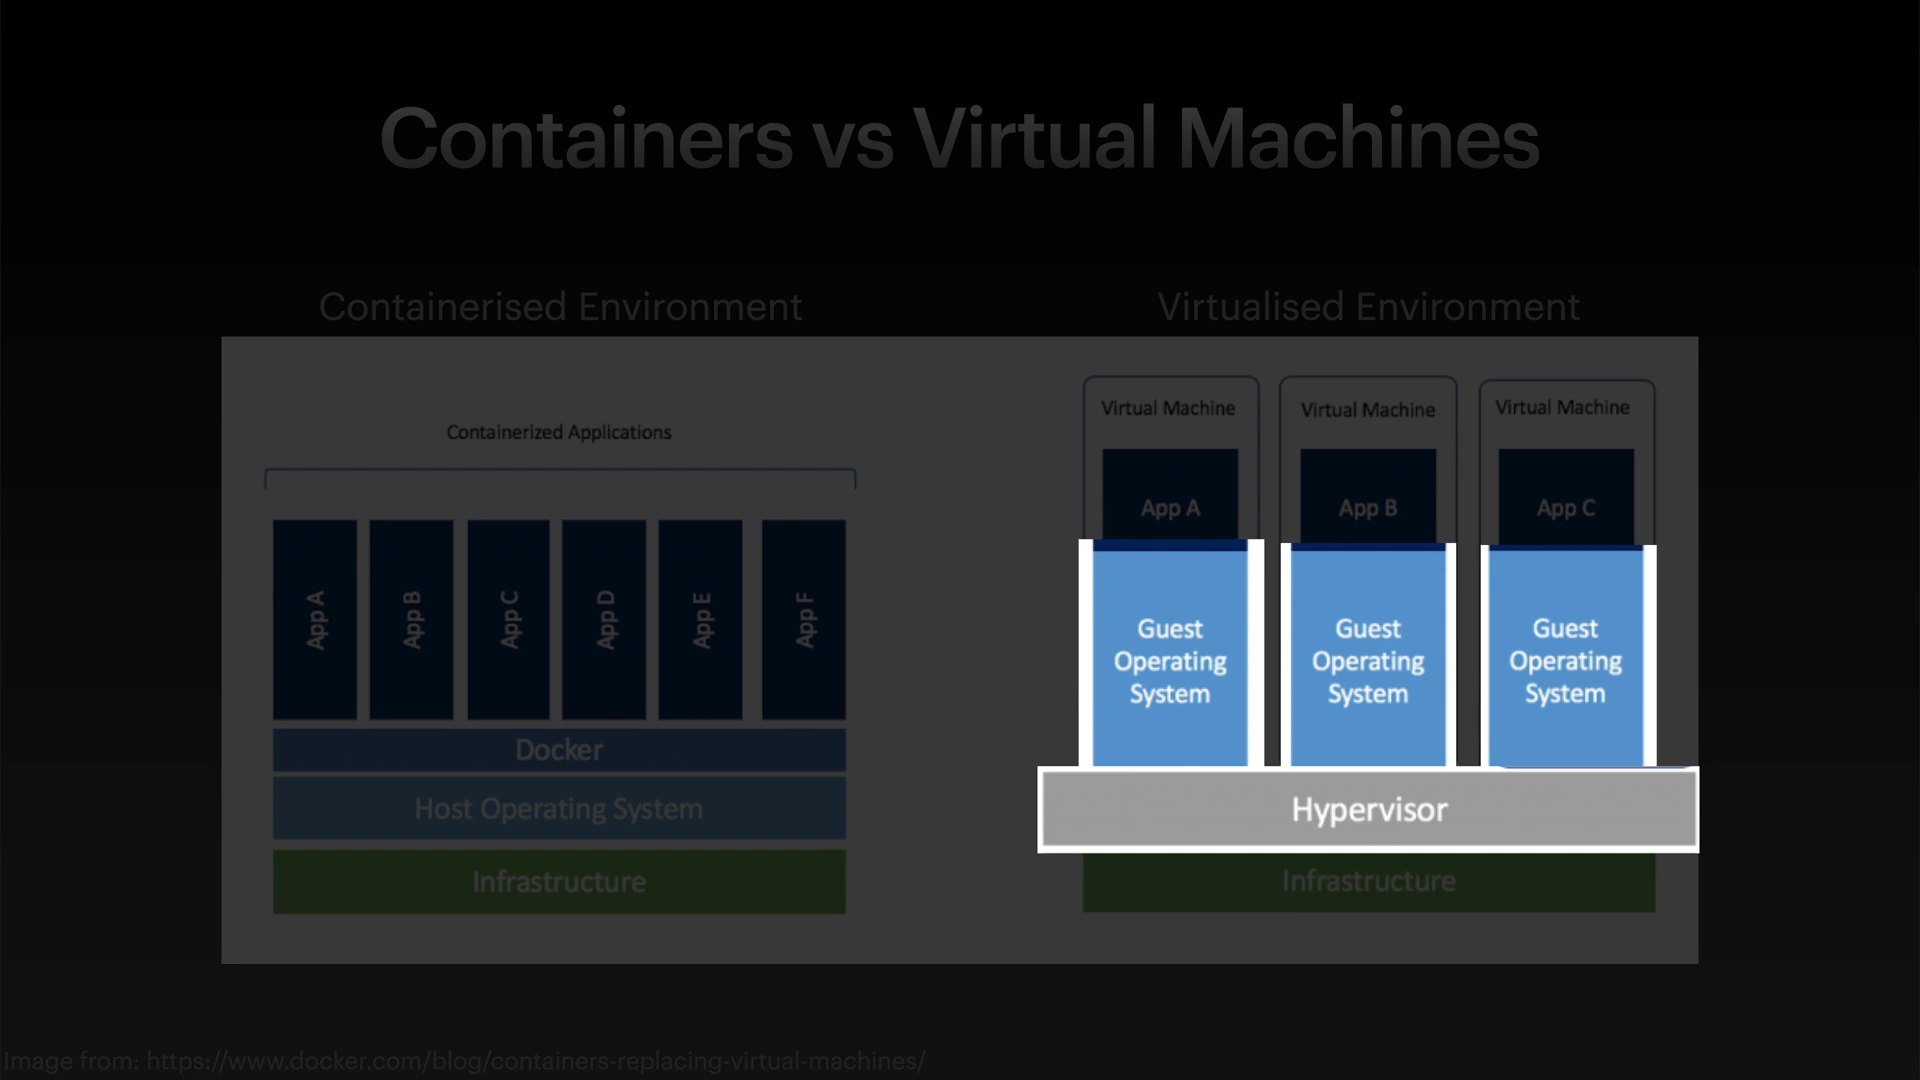 Containers vs Virtual Machines
Containerised Environment
Containerized Applications
App A
App B
App C
App D
App E
App F
Docker
Host Operating System
Infrastructure
Virtualised Environment
Virtual Machine
App A
Guest
Operating
System
Virtual Machine
App B
Guest
Operating
System
Virtual Machine
App C
Guest
Operating
System
Hypervisor
Infrastructure
Image from: https://www.docker.com/blog/containers-replacing-virtual-machines/